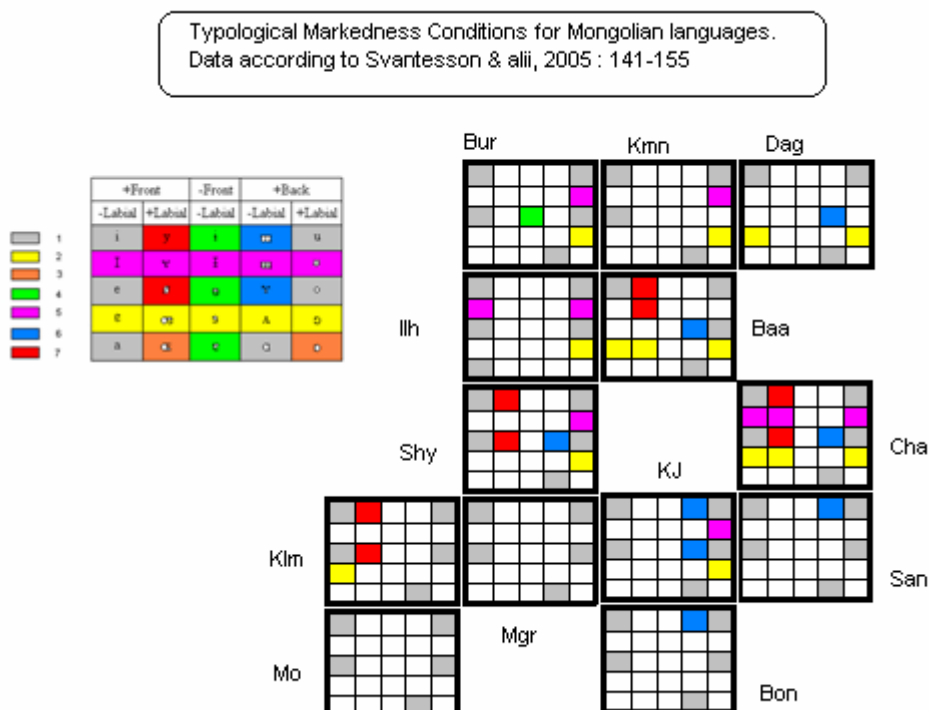 Typological Markedness Conditions for Mongolian languages.
Data according to Svantesson & alii, 2005 : 141-155
Bur Kmn Dag
+Front -Front +Back
-Labial +Labial -Labial -Labial +Labial
1 i y ɨ ɯ u
2
3 e o
4
5 a
6
7
Ilh Baa
Shy KJ Cha
Klm San
Mgr
Mo Bon